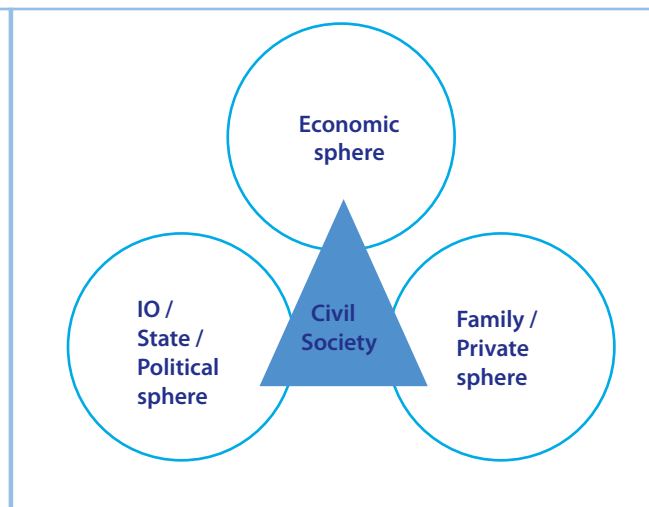 Economic
sphere
IO /
State /
Political
sphere
Civil
Society
Family /
Private
sphere